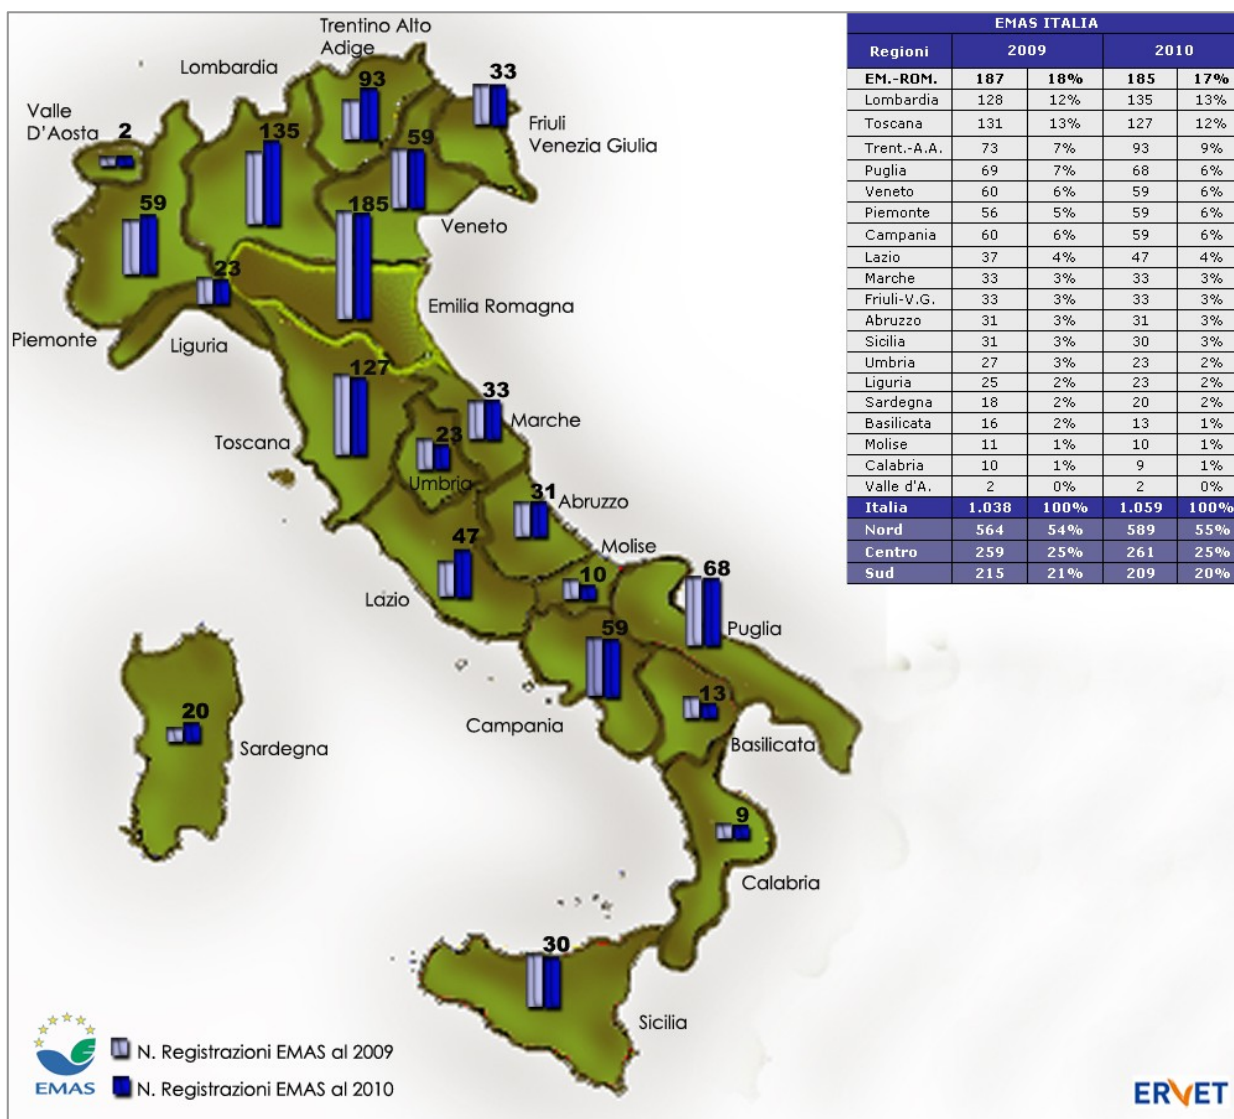 Trentino Alto
Adige
93
33
Lombardia
Valle
D'Aosta
2
135
Friuli
Venezia Giulia
59
59
185
Veneto
23
Emilia Romagna
Piemonte
Liguria
127
33
Marche
Toscana
23
Umbria
31
Abruzzo
47
Molise
10
68
Lazio
Puglia
59
13
Campania
Basilicata
20
Sardegna
9
Calabria
30
Sicilia
EMAS
N. Registrazioni EMAS al 2009
N. Registrazioni EMAS al 2010
ERVET
EMAS ITALIA
Regioni 2009 2010
EM.-ROM. 187 18% 185 17%
Lombardia 128 12% 135 13%
Toscana 131 13% 127 12%
Trent.-A.A. 73 7% 93 9%
Puglia 69 7% 68 6%
Veneto 60 6% 59 6%
Piemonte 56 5% 59 6%
Campania 60 6% 59 6%
Lazio 37 4% 47 4%
Marche 33 3% 33 3%
Friuli-V.G. 33 3% 33 3%
Abruzzo 31 3% 31 3%
Sicilia 31 3% 30 3%
Umbria 27 3% 23 2%
Liguria 25 2% 23 2%
Sardegna 18 2% 20 2%
Basilicata 16 2% 13 1%
Molise 11 1% 10 1%
Calabria 10 1% 9 1%
Valle d'A. 2 0% 2 0%
Italia 1.038 100% 1.059 100%
Nord 564 54% 589 55%
Centro 259 25% 261 25%
Sud 215 21% 209 20%